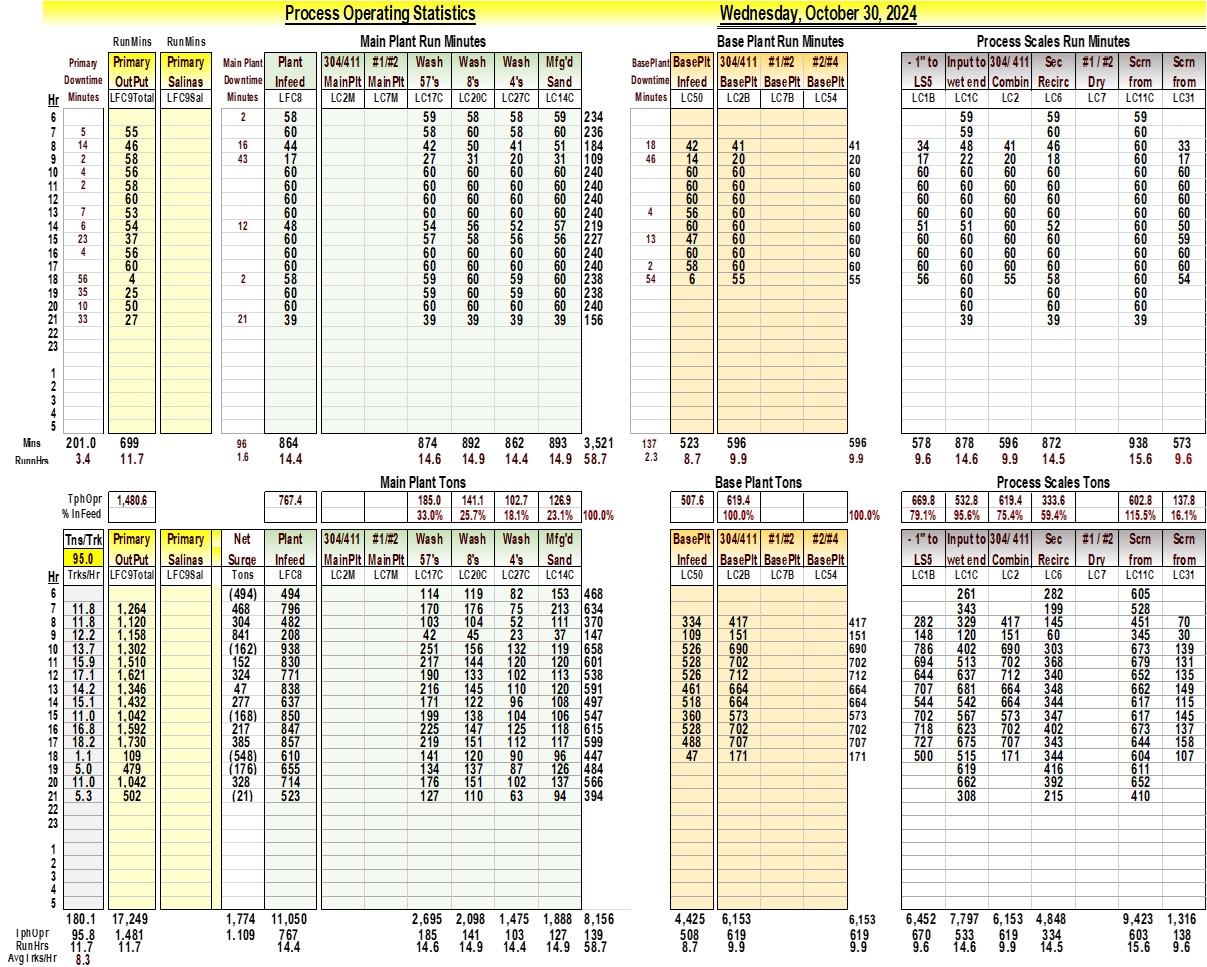 Process Operating Statistics Wednesday, October 30, 2024
RunMins RunMins Main Plant Run Minutes Base Plant Run Minutes Process Scales Run Minutes
Primary Primary Primary Main Plant Plant 304/411 #1/#2 Wash Wash Wash Mfg'd BasePlant BasePlt 304/411 #1/#2 #2/#4 - 1" to Input to 304/ 411 Sec #1 / #2 Scrn Scrn
Downtime OutPut Salinas Downtime Infeed MainPlt MainPlt 57's 8's 4's Sand Downtime Infeed BasePlt BasePlt BasePlt LS5 wet end Combin Recirc Dry from from
Hr Minutes LFC9Total LFC9Sal Minutes LFC8 LC2M LC7M LC17C LC20C LC27C LC14C Minutes LC50 LC2B LC7B LC54 LC1B LC1C LC2 LC6 LC7 LC11C LC31
6 2 58 59 58 58 59 234 59 59 59
7 5 55 60 58 60 58 60 236 59 60 60
8 14 46 16 44 42 50 41 51 184 18 42 41 41 34 48 41 46 60 33
9 2 58 43 17 27 31 20 31 109 46 14 20 20 17 22 20 18 60 17
10 4 56 60 60 60 60 60 240 60 60 60 60 60 60 60 60 60
11 2 58 60 60 60 60 60 240 60 60 60 60 60 60 60 60 60
12 60 60 60 60 60 60 240 60 60 60 60 60 60 60 60 60
13 7 53 60 60 60 60 60 240 4 56 60 60 60 60 60 60 60 60
14 6 54 12 48 54 56 52 57 219 60 60 60 51 51 60 52 60 50
15 23 37 60 57 58 56 56 227 13 47 60 60 60 60 60 60 60 59
16 4 56 60 60 60 60 60 240 60 60 60 60 60 60 60 60 60
17 60 60 60 60 60 60 240 2 58 60 60 60 60 60 60 60 60
18 56 4 2 58 59 60 59 60 238 54 6 55 55 56 60 55 58 60 54
19 35 25 60 59 60 59 60 238 60 60 60
20 10 50 60 60 60 60 60 240 60 60 60
21 33 27 21 39 39 39 39 39 156 39 39 39
22
23
1
2
3
4
5
Mins 201.0 699 96 864 874 892 862 893 3,521 137 523 596 596 578 878 596 872 938 573
RunnHrs 3.4 11.7 1.6 14.4 14.6 14.9 14.4 14.9 58.7 2.3 8.7 9.9 9.9 9.6 14.6 9.9 14.5 15.6 9.6
Main Plant Tons Base Plant Tons Process Scales Tons
TphOpr 1,480.6 767.4 185.0 141.1 102.7 126.9 507.6 619.4 669.8 532.8 619.4 333.6 602.8 137.8
% InFeed 33.0% 25.7% 18.1% 23.1% 100.0% 100.0% 100.0% 79.1% 95.6% 75.4% 59.4% 115.5% 16.1%
Tns/Trk Primary Primary Net Plant 304/411 #1/#2 Wash Wash Wash Mfg'd BasePlt 304/411 #1/#2 #2/#4 - 1" to Input to 304/ 411 Sec #1 / #2 Scrn Scrn
95.0 OutPut Salinas Surge Infeed MainPlt MainPlt 57's 8's 4's Sand Infeed BasePlt BasePlt BasePlt LS5 wet end Combin Recirc Dry from from
Hr Trks/Hr LFC9Total LFC9Sal Tons LFC8 LC2M LC7M LC17C LC20C LC27C LC14C LC50 LC2B LC7B LC54 LC1B LC1C LC2 LC6 LC7 LC11C LC31
6 (494) 494 114 119 82 153 468 261 282 605
7 11.8 1,264 468 796 170 176 75 213 634 343 199 528
8 11.8 1,120 304 482 103 104 52 111 370 334 417 417 282 329 417 145 451 70
9 12.2 1,158 841 208 42 45 23 37 147 109 151 151 148 120 151 60 345 30
10 13.7 1,302 (162) 938 251 156 132 119 658 526 690 690 786 402 690 303 673 139
11 15.9 1,510 152 830 217 144 120 120 601 528 702 702 694 513 702 368 679 131
12 17.1 1,621 324 771 190 133 102 113 538 526 712 712 644 637 712 340 652 135
13 14.2 1,346 47 838 216 145 110 120 591 461 664 664 707 681 664 348 662 149
14 15.1 1,432 277 637 171 122 96 108 497 518 664 664 544 542 664 344 617 115
15 11.0 1,042 (168) 850 199 138 104 106 547 360 573 573 702 567 573 347 617 145
16 16.8 1,592 217 847 225 147 125 118 615 528 702 702 718 623 702 402 673 137
17 18.2 1,730 385 857 219 151 112 117 599 488 707 707 727 675 707 343 644 158
18 1.1 109 (548) 610 141 120 90 96 447 47 171 171 500 515 171 344 604 107
19 5.0 479 (176) 655 134 137 87 126 484 619 416 611
20 11.0 1,042 328 714 176 151 102 137 566 662 392 652
21 5.3 502 (21) 523 127 110 63 94 394 308 215 410
22
23
1
2
3
4
5
180.1 17,249 1,774 11,050 2,695 2,098 1,475 1,888 8,156 4,425 6,153 6,153 6,452 7,797 6,153 4,848 9,423 1,316
TphOpr 95.8 1,481 1,109 767 185 141 103 127 139 508 619 619 670 533 619 334 603 138
RunHrs 11.7 11.7 14.4 14.6 14.9 14.4 14.9 58.7 8.7 9.9 9.9 9.6 14.6 9.9 14.5 15.6 9.6
AvgTrks/Hr 8.3